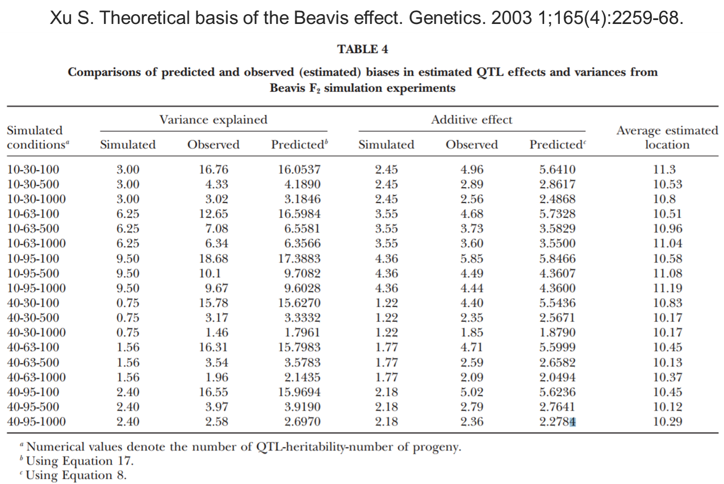 Xu S. Theoretical basis of the Beavis effect. Genetics. 2003 1;165(4):2259-68.
TABLE 4
Comparisons of predicted and observed (estimated) biases in estimated QTL effects and variances from
Beavis F2 simulation experiments
Variance explained Additive effect
Simulated Average estimated
conditionsa Simulated Observed Predictedb Simulated Observed Predictedc location
10-30-100 3.00 16.76 16.0537 2.45 4.96 5.6410 11.3
10-30-500 3.00 4.33 4.1890 2.45 2.89 2.8617 10.53
10-30-1000 3.00 3.02 3.1846 2.45 2.56 2.4868 10.8
10-63-100 6.25 12.65 16.5984 3.55 4.68 5.7328 10.51
10-63-500 6.25 7.08 6.5581 3.55 3.73 3.5829 10.96
10-63-1000 6.25 6.34 6.3566 3.55 3.60 3.5500 11.04
10-95-100 9.50 18.68 17.3883 4.36 5.85 5.8466 10.58
10-95-500 9.50 10.1 9.7082 4.36 4.49 4.3607 11.08
10-95-1000 9.50 9.67 9.6028 4.36 4.44 4.3600 11.19
40-30-100 0.75 15.78 15.6270 1.22 4.40 5.5436 10.83
40-30-500 0.75 3.17 3.3332 1.22 2.35 2.5671 10.17
40-30-1000 0.75 1.46 1.7961 1.22 1.85 1.8790 10.17
40-63-100 1.56 16.31 15.7983 1.77 4.71 5.5999 10.45
40-63-500 1.56 3.54 3.5783 1.77 2.59 2.6582 10.13
40-63-1000 1.56 1.96 2.1435 1.77 2.09 2.0494 10.37
40-95-100 2.40 16.55 15.9694 2.18 5.02 5.6236 10.45
40-95-500 2.40 3.97 3.9190 2.18 2.79 2.7641 10.12
40-95-1000 2.40 2.58 2.6970 2.18 2.36 2.2784 10.29
a Numerical values denote the number of QTL-heritability-number of progeny.
b Using Equation 17.
c Using Equation 8.